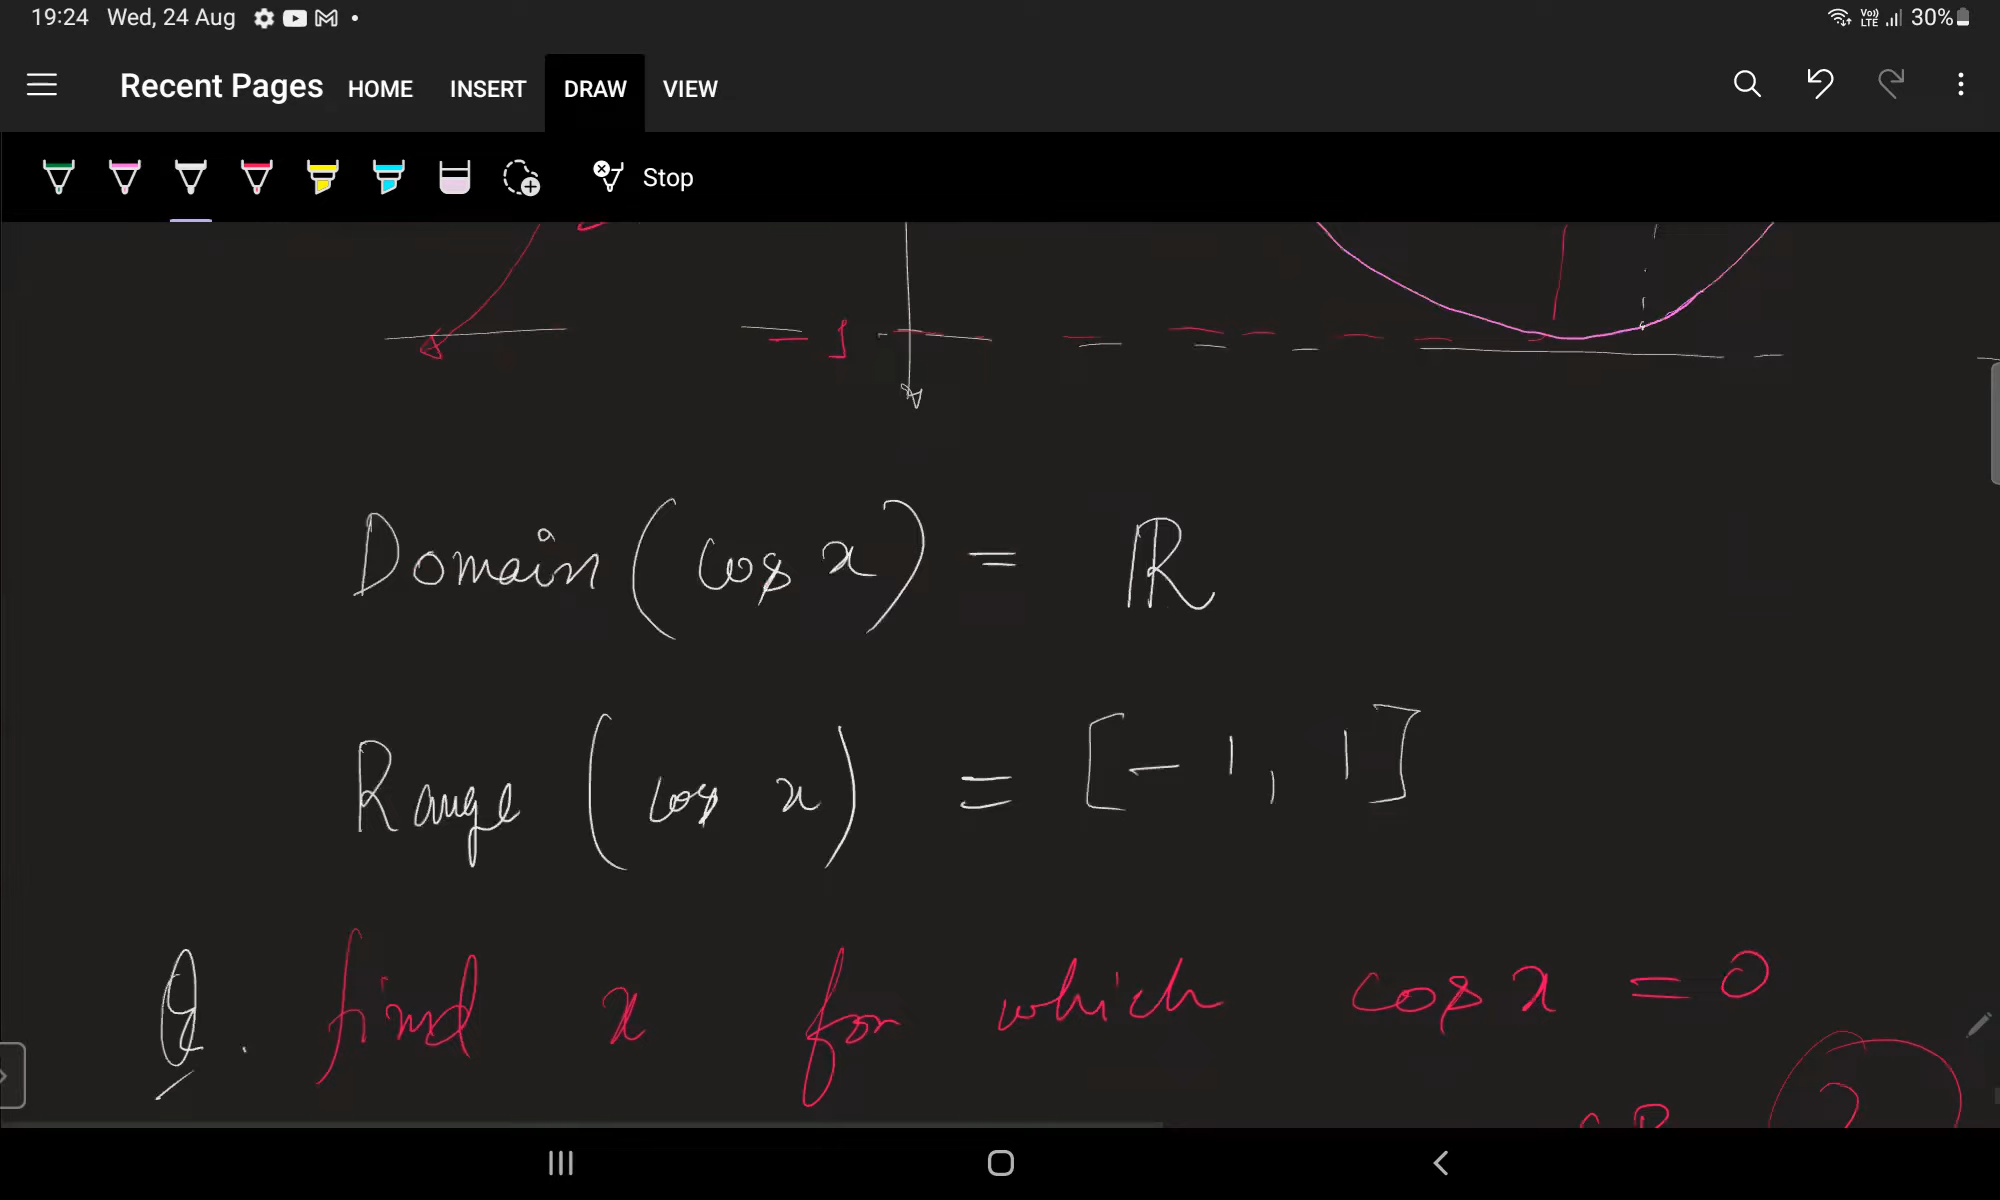 19:24 Wed, 24 Aug 30%
Recent Pages HOME INSERT DRAW VIEW
Stop
= 1
Domain (cos x) = ℝ
Range (cos x) = [-1, 1]
Q. find x for which cos x = 0